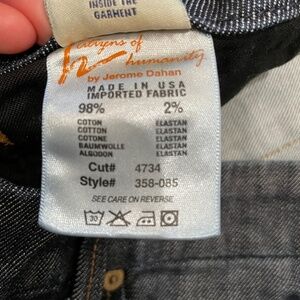 INSIDE THE
GARMENT
Citizens of
humanity
by Jerome Dahan
MADE IN USA
IMPORTED FABRIC
98% 2%
COTON ELASTAN
COTTON ELASTAN
COTONE ELASTAN
BAUMWOLLE ELASTAN
ALGODON ELASTAN
Cut# 4734
Style# 358-085
SEE CARE ON REVERSE
30